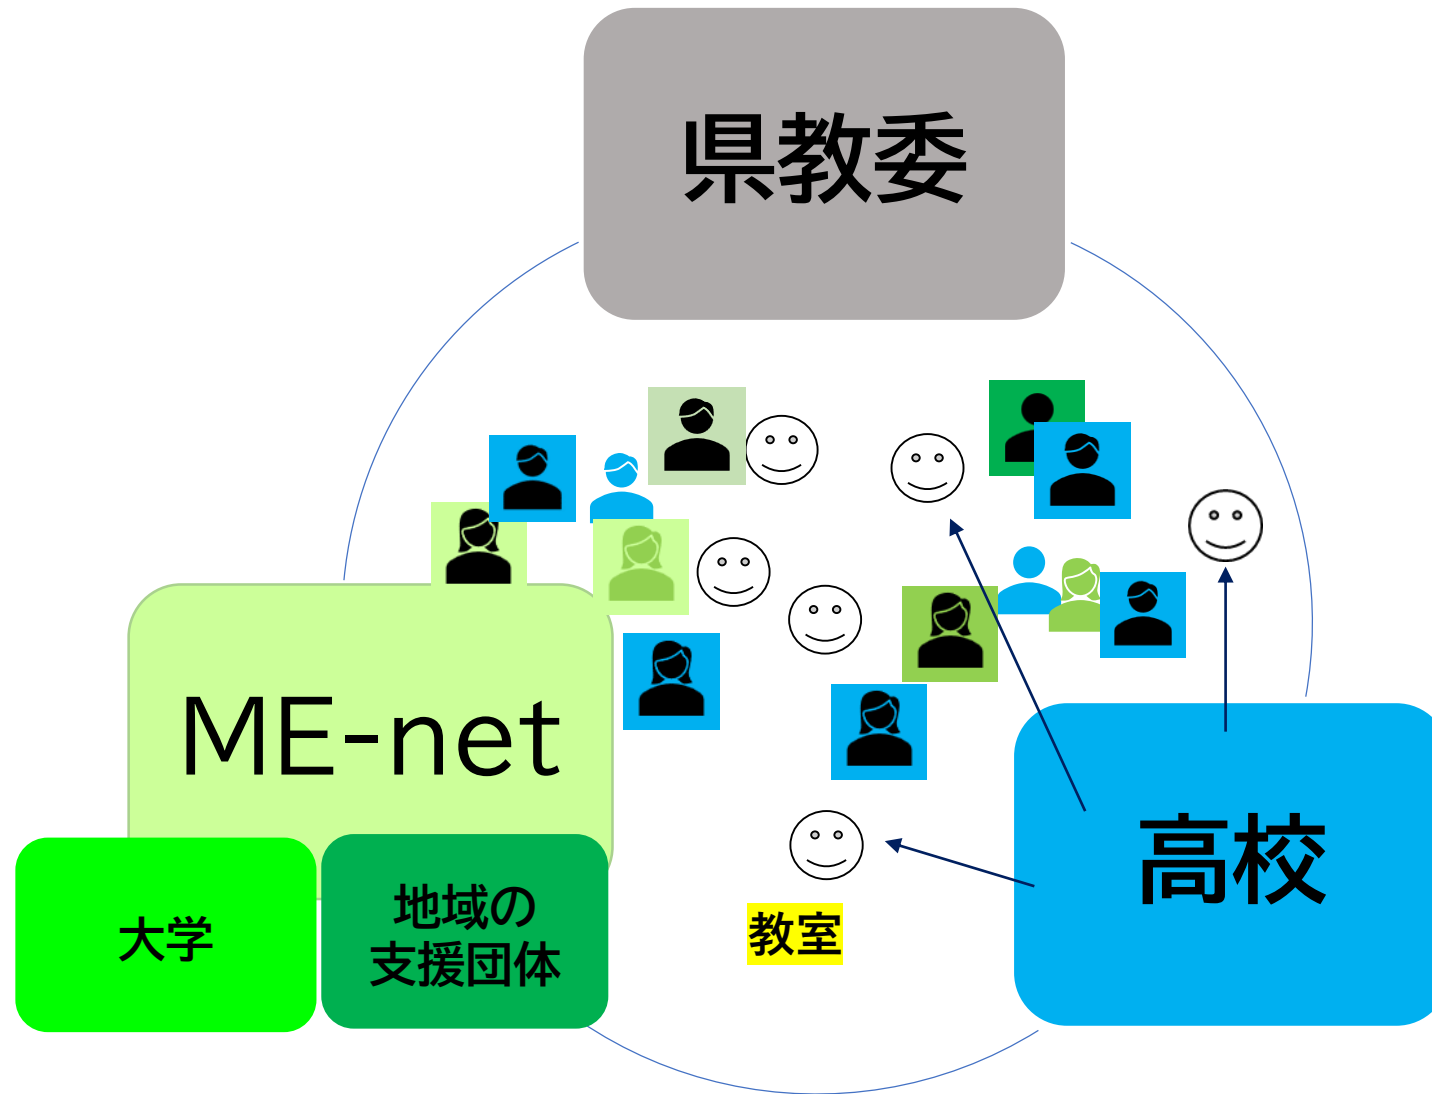 県教委
ME-net
高校
大学
地域の
支援団体
教室